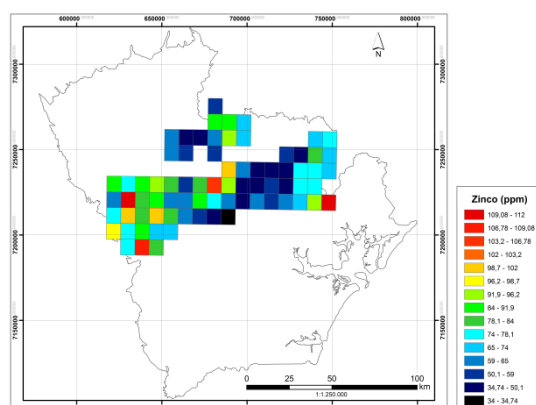 600000 650000 700000 750000 800000
7300000
7250000
7200000
7150000
N
Zinco (ppm)
109,08 - 112
106,78 - 109,08
103,2 - 106,78
102 - 103,2
98,7 - 102
96,2 - 98,7
91,9 - 96,2
84 - 91,9
78,1 - 84
74 - 78,1
65 - 74
59 - 65
50,1 - 59
34,74 - 50,1
34 - 34,74
0 25 50 100
km
1:1.250.000